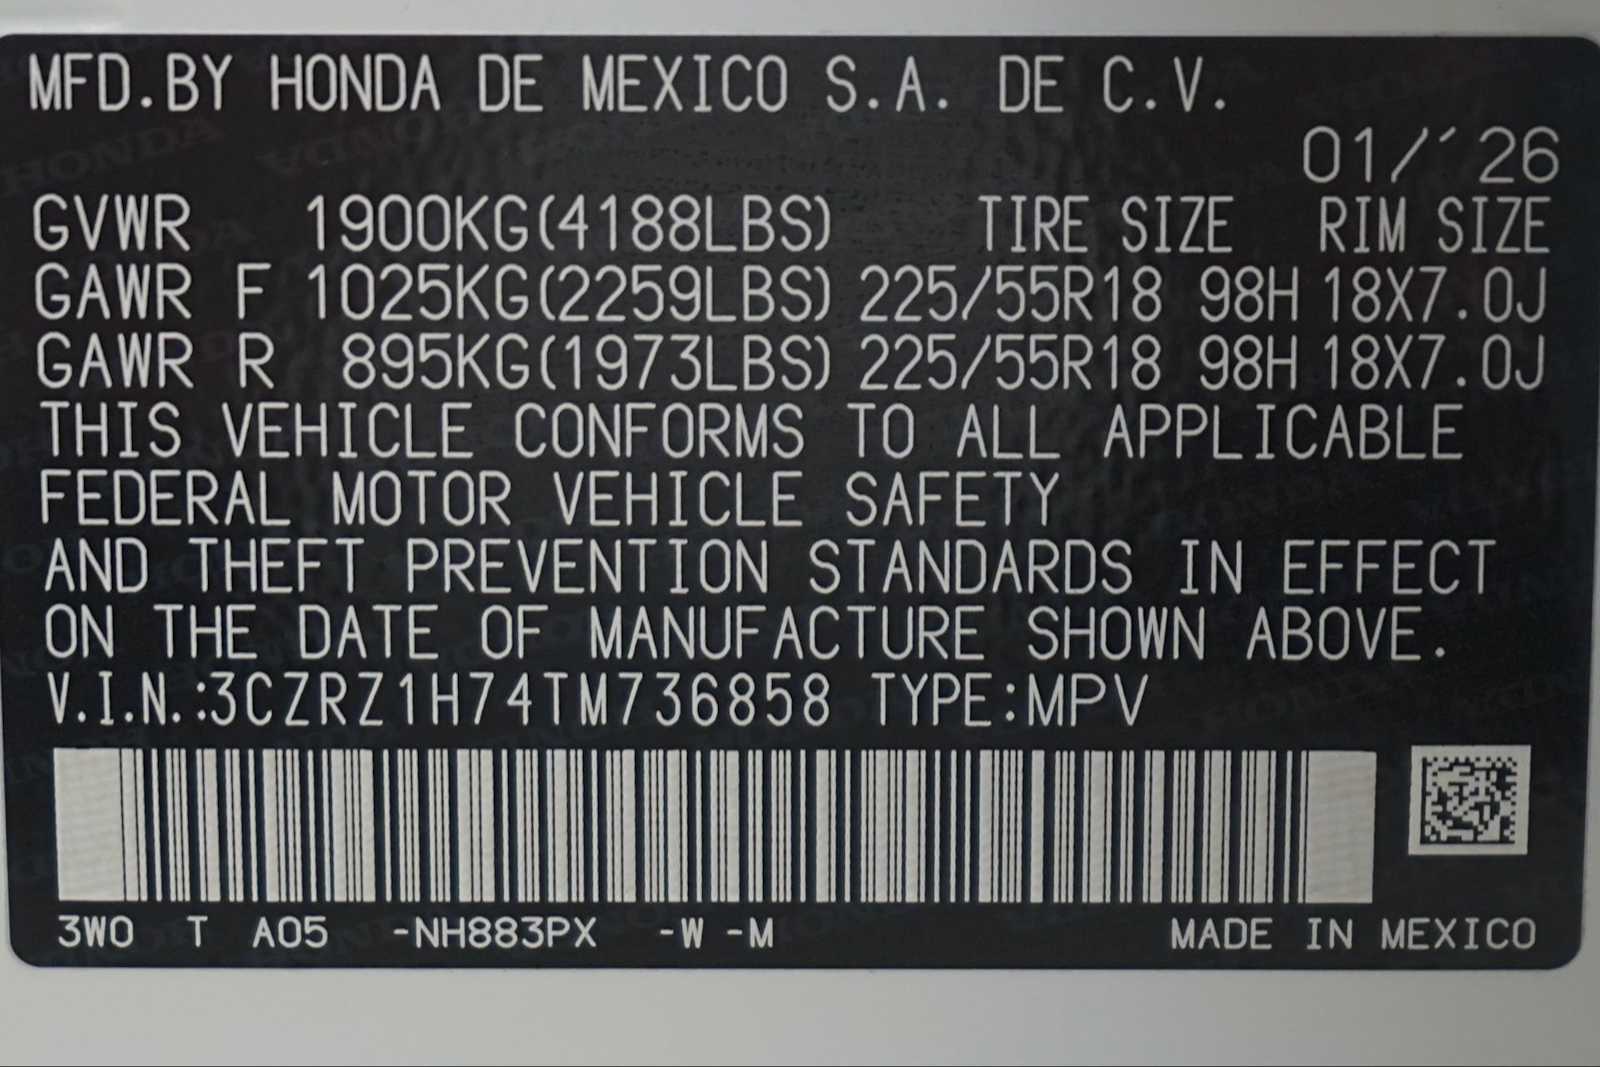 MFD.BY HONDA DE MEXICO S.A. DE C.V.
01/´26
GVWR 1900KG(4188LBS) TIRE SIZE RIM SIZE
GAWR F 1025KG(2259LBS) 225/55R18 98H 18X7.0J
GAWR R 895KG(1973LBS) 225/55R18 98H 18X7.0J
THIS VEHICLE CONFORMS TO ALL APPLICABLE
FEDERAL MOTOR VEHICLE SAFETY
AND THEFT PREVENTION STANDARDS IN EFFECT
ON THE DATE OF MANUFACTURE SHOWN ABOVE.
V.I.N.:3CZRZ1H74TM736858 TYPE:MPV
3W0 T A05 -NH883PX -W -M MADE IN MEXICO